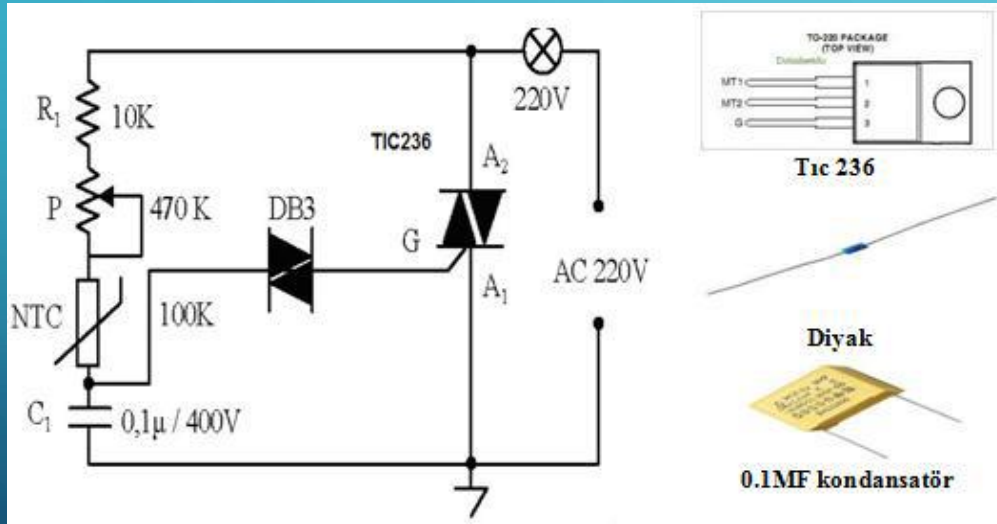 R₁
10K
P
470 K
NTC
100K
C₁
0,1µ / 400V
DB3
TIC236
G
A₂
A₁
220V
AC 220V
TO-220 PACKAGE
(TOP VIEW)
MT1
MT2
G
1
2
3
Tıc 236
Diyak
0.1MF kondansatör